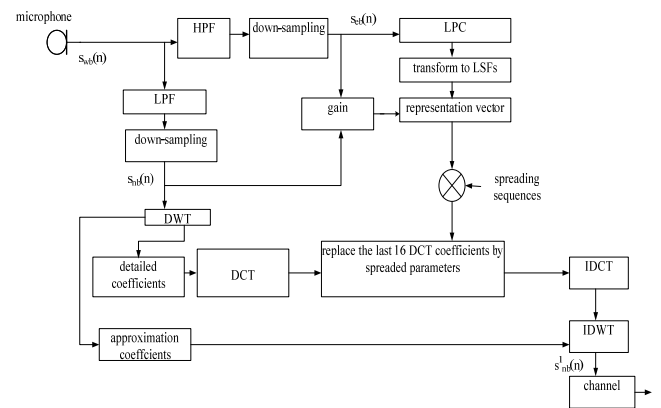 microphone
s_wb(n)
HPF
down-sampling
s_eb(n)
LPC
transform to LSFs
LPF
gain
representation vector
down-sampling
s_nb(n)
spreading
sequences
DWT
detailed
coefficients
DCT
replace the last 16 DCT coefficients by
spreaded parameters
IDCT
approximation
coeffcients
IDWT
s^1_nb(n)
channel